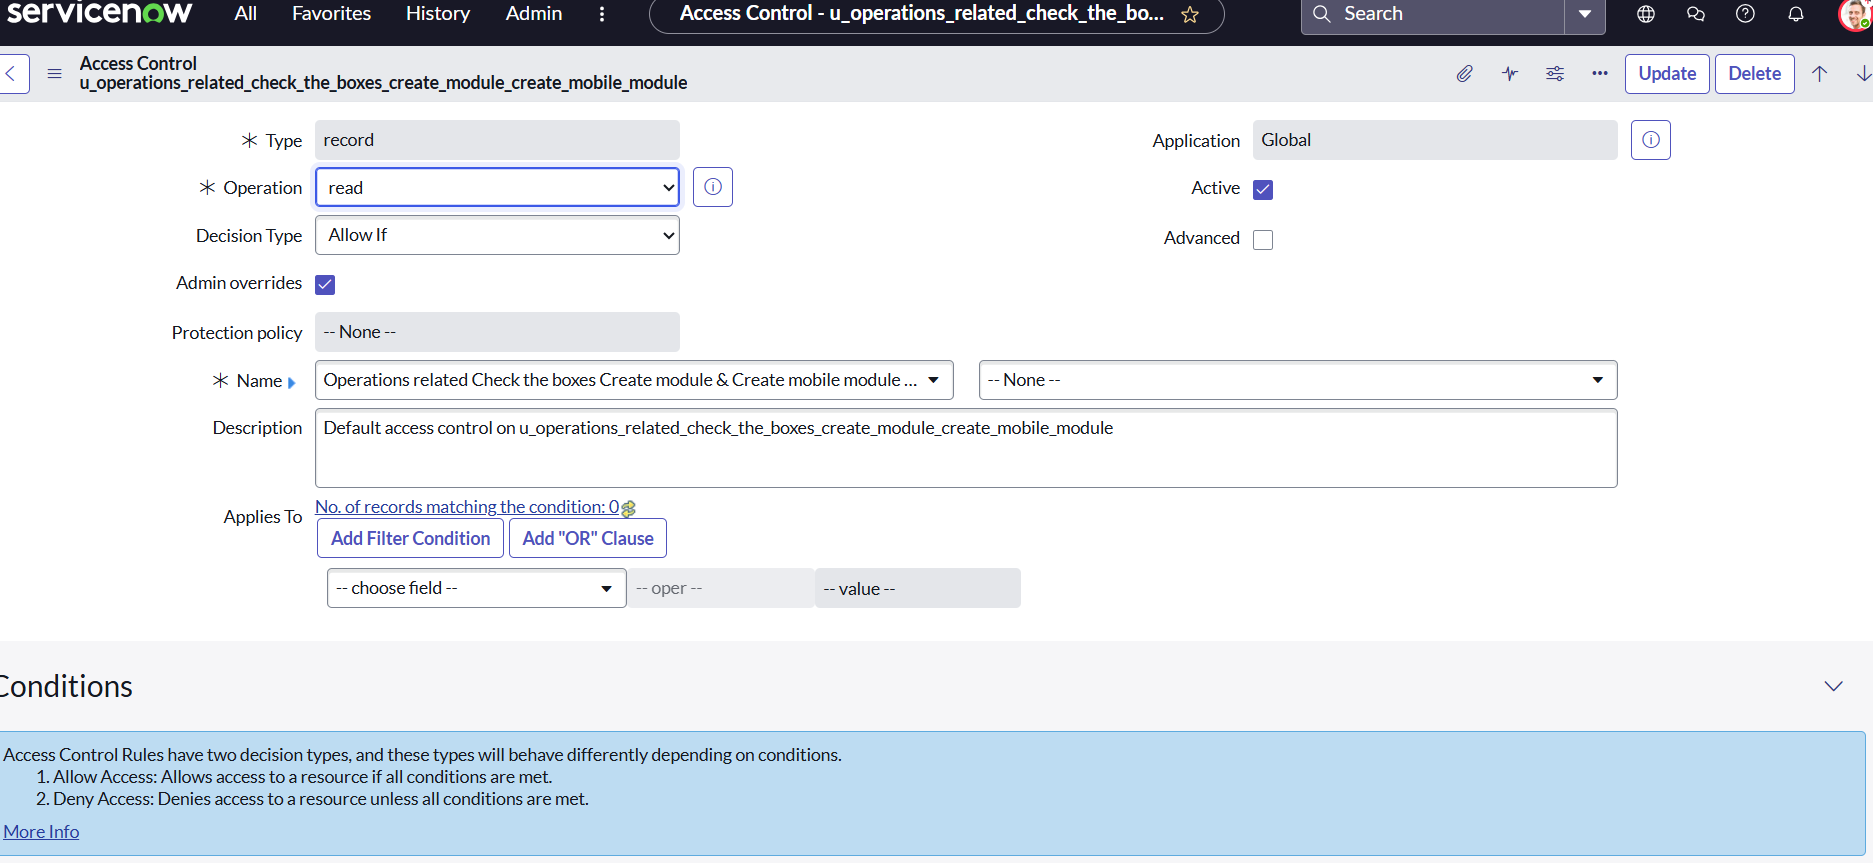 servicenow All Favorites History Admin Access Control - u_operations_related_check_the_bo... Search
Access Control
u_operations_related_check_the_boxes_create_module_create_mobile_module
Update Delete
Type record
Application Global
Operation read
Active
Decision Type Allow If
Advanced
Admin overrides
Protection policy -- None --
Name Operations related Check the boxes Create module & Create mobile module ... -- None --
Description Default access control on u_operations_related_check_the_boxes_create_module_create_mobile_module
Applies To No. of records matching the condition: 0
Add Filter Condition Add "OR" Clause
-- choose field -- -- oper -- -- value --
Conditions
Access Control Rules have two decision types, and these types will behave differently depending on conditions.
1. Allow Access: Allows access to a resource if all conditions are met.
2. Deny Access: Denies access to a resource unless all conditions are met.
More Info